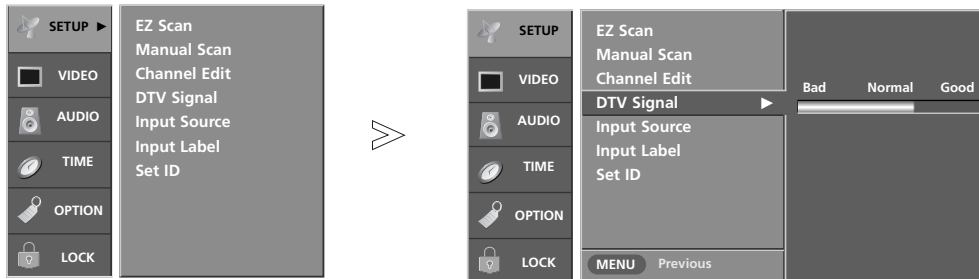 SETUP ►
VIDEO
AUDIO
TIME
OPTION
LOCK
EZ Scan
Manual Scan
Channel Edit
DTV Signal
Input Source
Input Label
Set ID
SETUP
VIDEO
AUDIO
TIME
OPTION
LOCK
EZ Scan
Manual Scan
Channel Edit
DTV Signal ►
Input Source
Input Label
Set ID
MENU Previous
Bad Normal Good